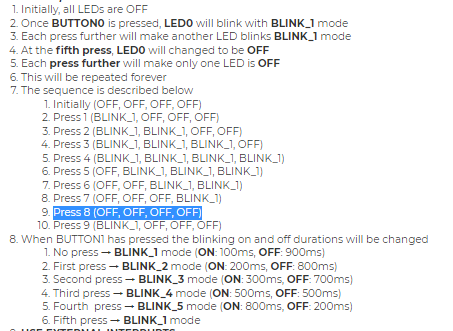 1. Initially, all LEDs are OFF
2. Once BUTTON0 is pressed, LED0 will blink with BLINK_1 mode
3. Each press further will make another LED blinks BLINK_1 mode
4. At the fifth press, LED0 will changed to be OFF
5. Each press further will make only one LED is OFF
6. This will be repeated forever
7. The sequence is described below
1. Initially (OFF, OFF, OFF, OFF)
2. Press 1 (BLINK_1, OFF, OFF, OFF)
3. Press 2 (BLINK_1, BLINK_1, OFF, OFF)
4. Press 3 (BLINK_1, BLINK_1, BLINK_1, OFF)
5. Press 4 (BLINK_1, BLINK_1, BLINK_1, BLINK_1)
6. Press 5 (OFF, BLINK_1, BLINK_1, BLINK_1)
7. Press 6 (OFF, OFF, BLINK_1, BLINK_1)
8. Press 7 (OFF, OFF, OFF, BLINK_1)
9. Press 8 (OFF, OFF, OFF, OFF)
10. Press 9 (BLINK_1, OFF, OFF, OFF)
8. When BUTTON1 has pressed the blinking on and off durations will be changed
1. No press → BLINK_1 mode (ON: 100ms, OFF: 900ms)
2. First press → BLINK_2 mode (ON: 200ms, OFF: 800ms)
3. Second press → BLINK_3 mode (ON: 300ms, OFF: 700ms)
4. Third press → BLINK_4 mode (ON: 500ms, OFF: 500ms)
5. Fourth press → BLINK_5 mode (ON: 800ms, OFF: 200ms)
6. Fifth press → BLINK_1 mode
9. USE EXTERNAL INTERRUPTS